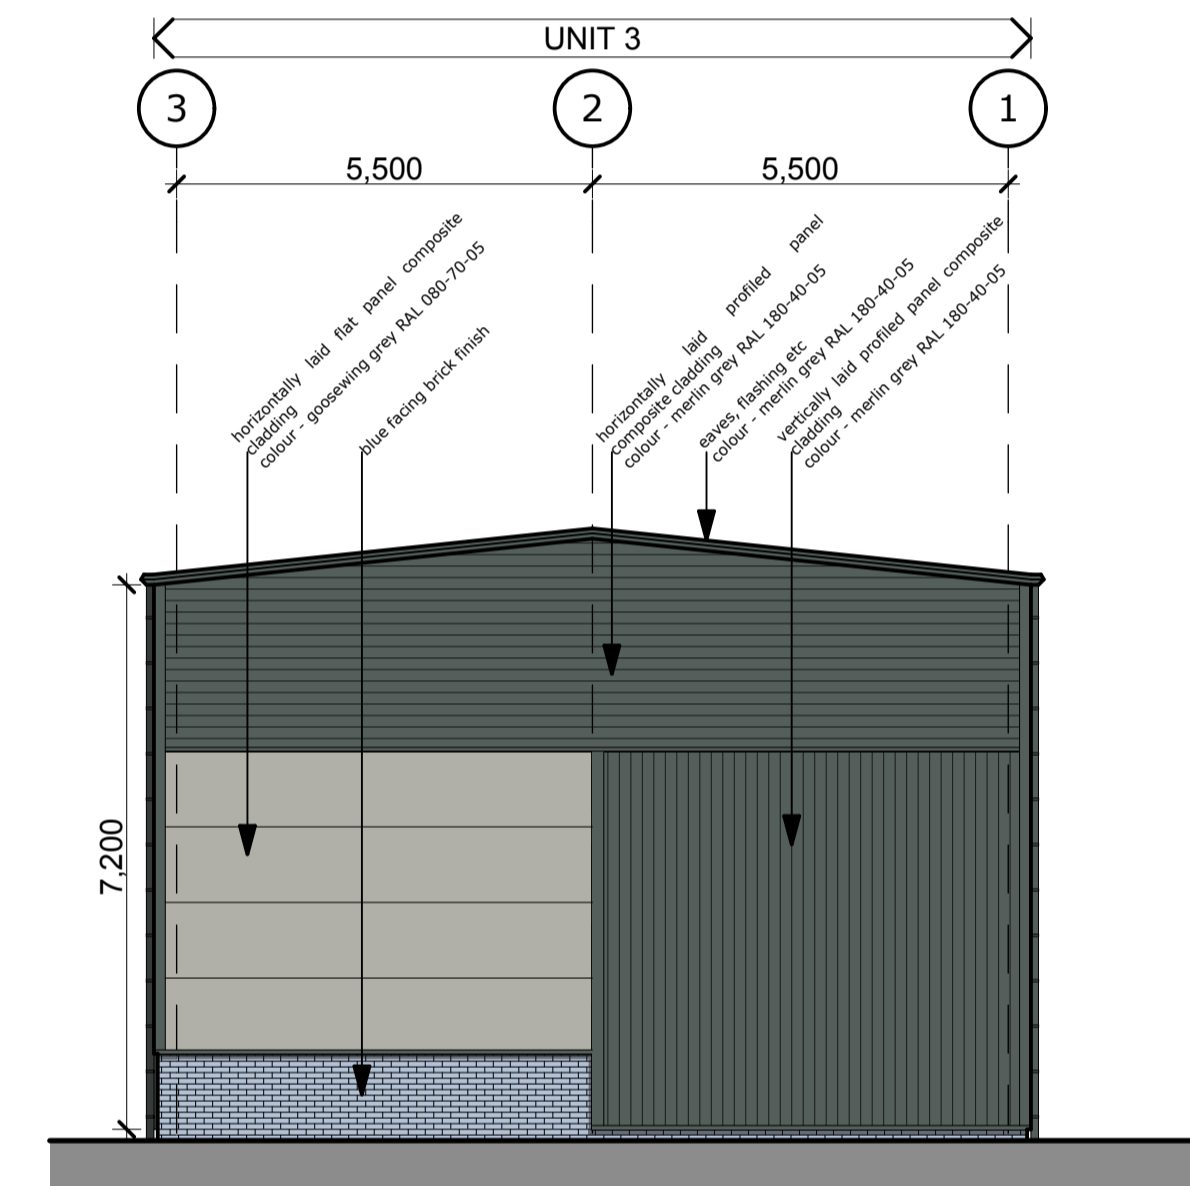 UNIT 3
3
2
1
5,500
5,500
horizontally laid flat panel composite
cladding
colour - goosewing grey RAL 080-70-05
blue facing brick finish
horizontally laid profiled panel
composite cladding
colour - merlin grey RAL 180-40-05
eaves, flashing etc
colour - merlin grey RAL 180-40-05
vertically laid profiled panel composite
cladding
colour - merlin grey RAL 180-40-05
7,200